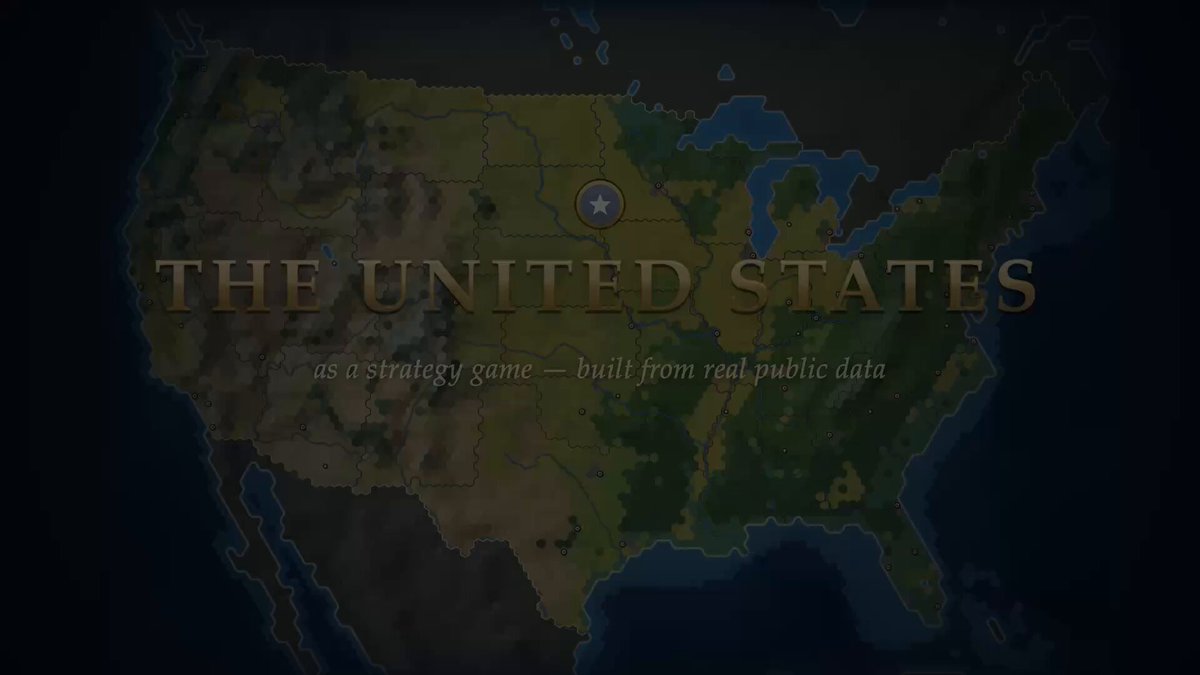 THE UNITED STATES
as a strategy game — built from real public data